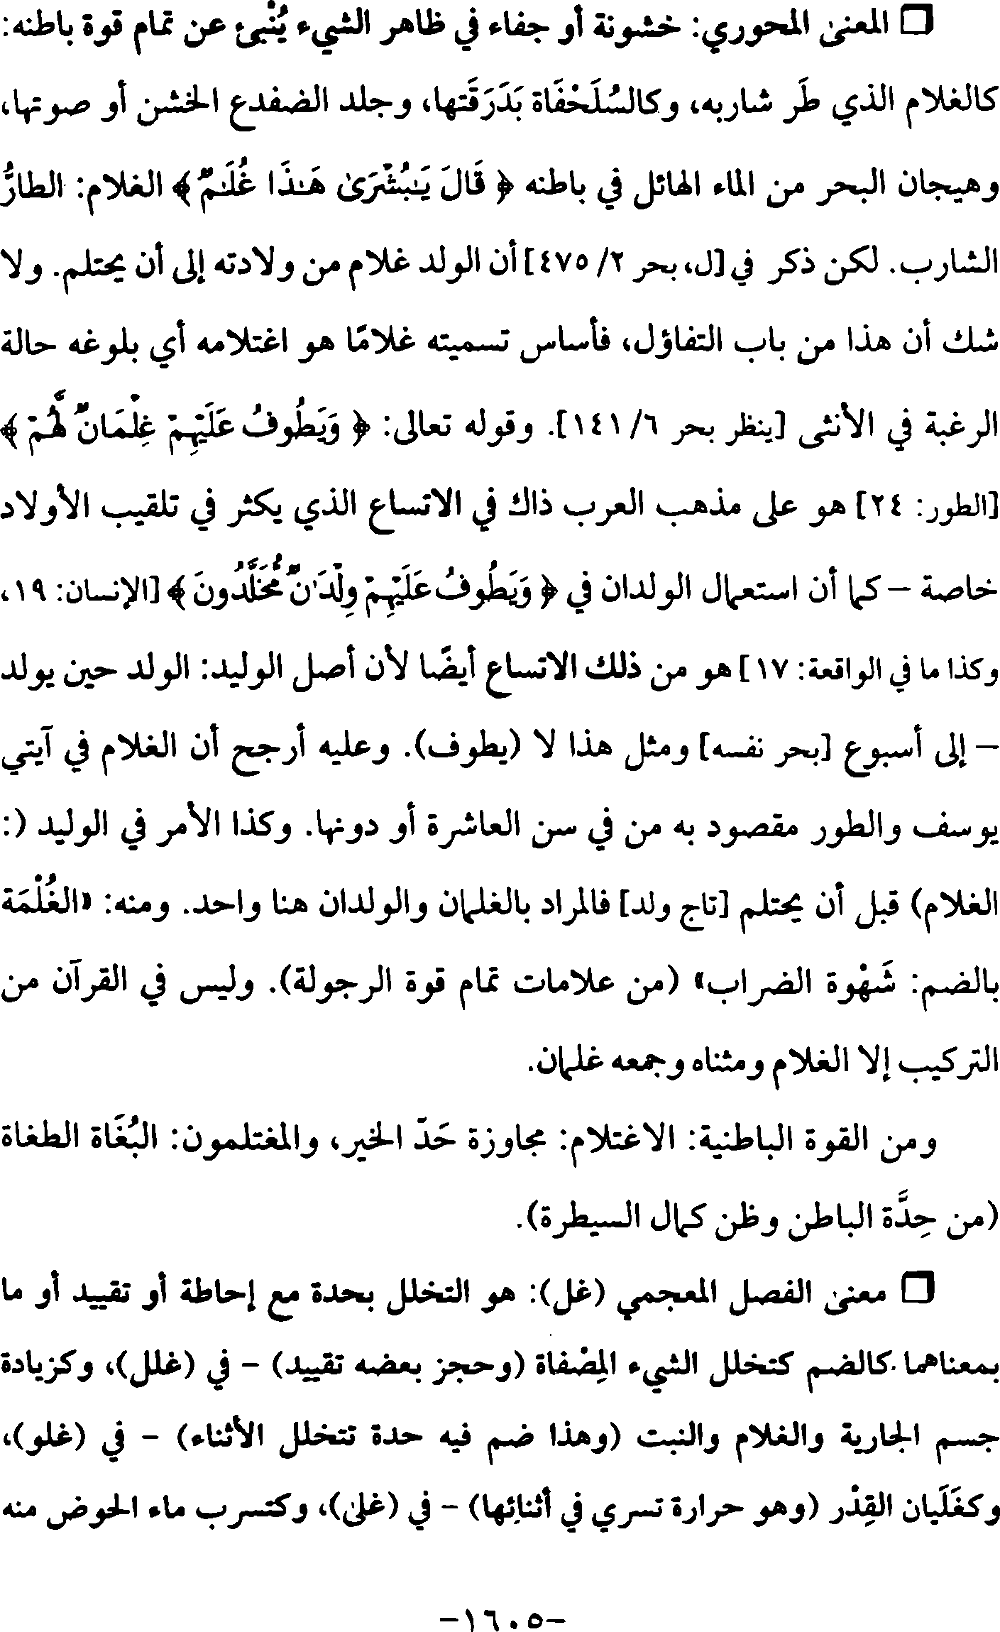 □ المعنى المحوري: خشونة أو جفاء في ظاهر الشيء يُنْبئ عن تمام قوة باطنه:
كالغلام الذي طَر شاربه، وكالسُلَحْفَاة بَدَرَقَتها، وجلد الضفدع الخشن أو صوتها،
وهيجان البحر من الماء الهائل في باطنه ﴿ قَالَ يَـٰبُشْرَىٰ هَـٰذَا غُلَـٰمٌ ﴾ الغلام: الطارُّ
الشارب. لكن ذكر في [ل، بحر ٢/ ٤٧٥] أن الولد غلام من ولادته إلى أن يحتلم. ولا
شك أن هذا من باب التفاؤل، فأساس تسميته غلامًا هو اغتلامه أي بلوغه حالة
الرغبة في الأنثى [ينظر بحر ٦/ ١٤١]. وقوله تعالى: ﴿ وَيَطُوفُ عَلَيْهِمْ غِلْمَانٌ لَّهُمْ ﴾
[الطور: ٢٤] هو على مذهب العرب ذاك في الاتساع الذي يكثر في تلقيب الأولاد
خاصة – كما أن استعمال الولدان في ﴿ وَيَطُوفُ عَلَيْهِمْ وِلْدَٰنٌ مُّخَلَّدُونَ ﴾ [الإنسان: ١٩،
وكذا ما في الواقعة: ١٧] هو من ذلك الاتساع أيضًا لأن أصل الوليد: الولد حين يولد
– إلى أسبوع [بحر نفسه] ومثل هذا لا (يطوف). وعليه أرجح أن الغلام في آيتي
يوسف والطور مقصود به من في سن العاشرة أو دونها. وكذا الأمر في الوليد (:
الغلام) قبل أن يحتلم [تاج ولد] فالمراد بالغلمان والولدان هنا واحد. ومنه: «الغُلْمَة
بالضم: شَهْوة الضراب» (من علامات تمام قوة الرجولة). وليس في القرآن من
التركيب إلا الغلام ومثناه وجمعه غلمان.
ومن القوة الباطنية: الاغتلام: مجاوزة حَدّ الخير، والمغتلمون: البُغَاة الطغاة
(من حِدَّة الباطن وظن كمال السيطرة).
□ معنى الفصل المعجمي (غل): هو التخلل بحدة مع إحاطة أو تقييد أو ما
بمعناهما كالضم كتخلل الشيء المِصْفاة (وحجز بعضه تقييد) – في (غلل)، وكزيادة
جسم الجارية والغلام والنبت (وهذا ضم فيه حدة تتخلل الأثناء) – في (غلو)،
وكغَلَيان القِدْر (وهو حرارة تسري في أثنائها) – في (غلى)، وكتسرب ماء الحوض منه
-١٦٠٥-